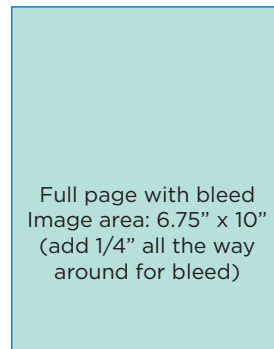 Full page with bleed
Image area: 6.75” x 10”
(add 1/4” all the way
around for bleed)